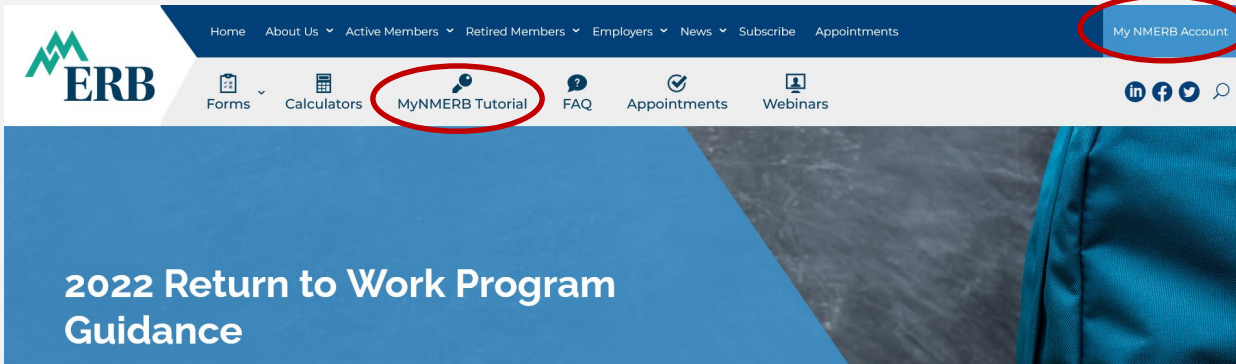 Home About Us Active Members Retired Members Employers News Subscribe Appointments
My NMERB Account
ERB
Forms Calculators MyNMERB Tutorial FAQ Appointments Webinars
2022 Return to Work Program
Guidance